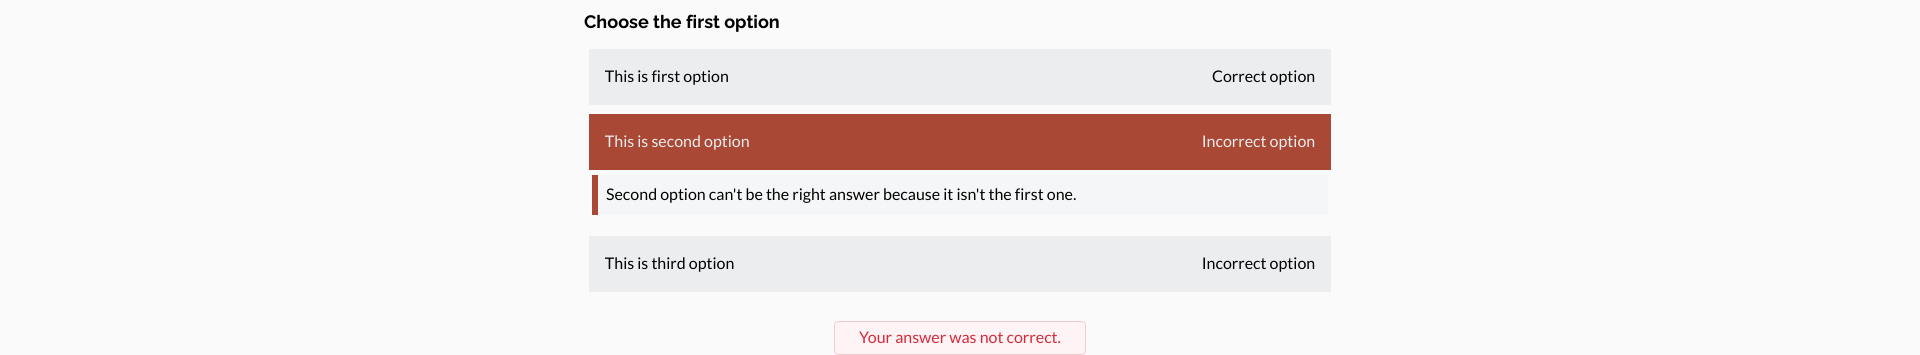 Choose the first option
This is first option Correct option
This is second option Incorrect option
Second option can't be the right answer because it isn't the first one.
This is third option Incorrect option
Your answer was not correct.